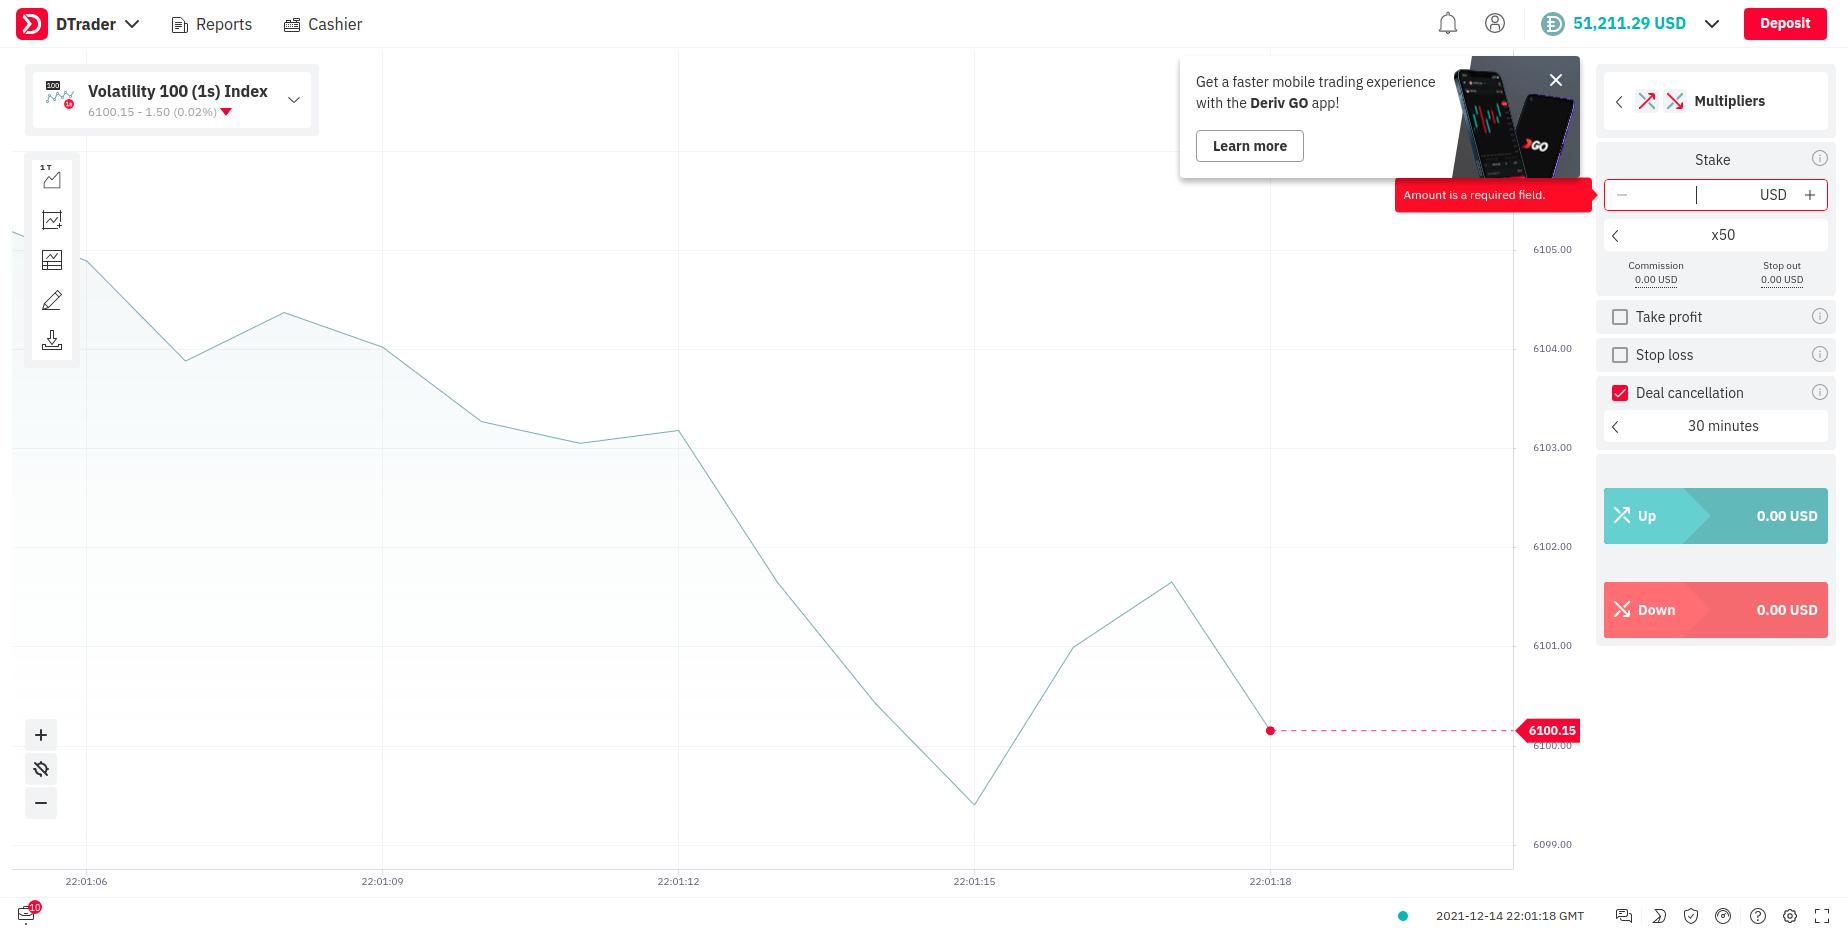 DTrader
Reports
Cashier
51,211.29 USD
Deposit
100
1s
Volatility 100 (1s) Index
6100.15 - 1.50 (0.02%)
Get a faster mobile trading experience
with the Deriv GO app!
Learn more
GO
Multipliers
1 T
Stake
Amount is a required field.
USD
x50
Commission
0.00 USD
Stop out
0.00 USD
Take profit
Stop loss
Deal cancellation
30 minutes
Up
0.00 USD
Down
0.00 USD
6105.00
6104.00
6103.00
6102.00
6101.00
6100.15
6100.00
6099.00
22:01:06
22:01:09
22:01:12
22:01:15
22:01:18
10
2021-12-14 22:01:18 GMT